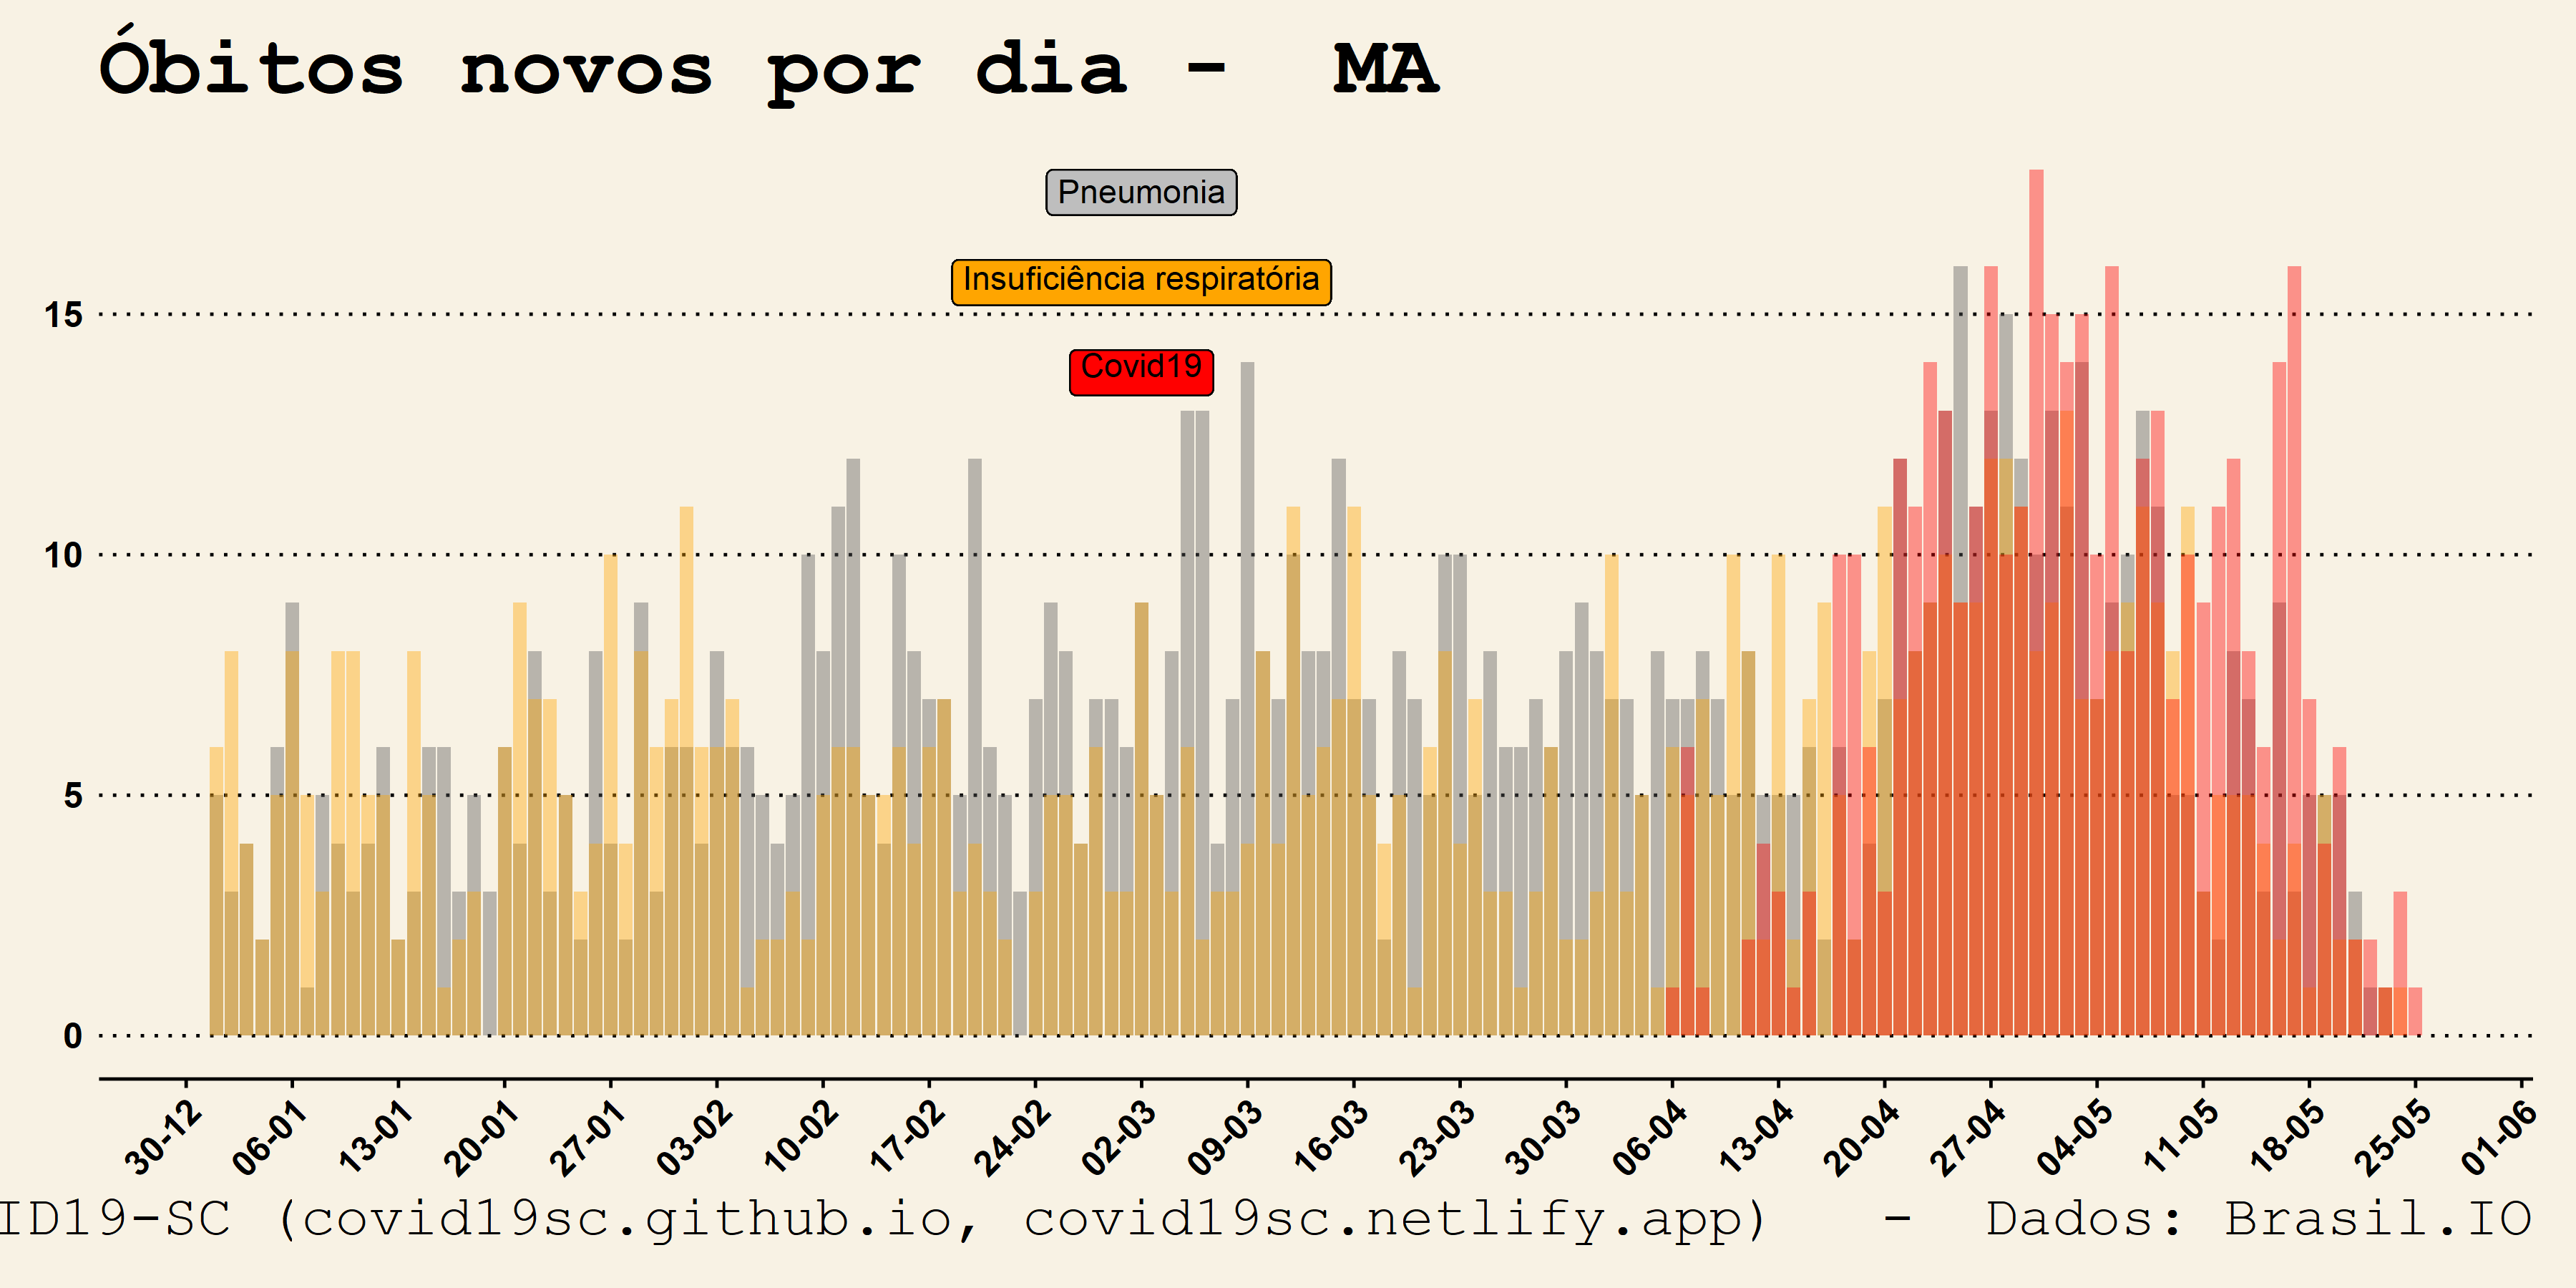 Óbitos novos por dia - MA
Pneumonia
Insuficiência respiratória
Covid19
15
10
5
0
30-12 06-01 13-01 20-01 27-01 03-02 10-02 17-02 24-02 02-03 09-03 16-03 23-03 30-03 06-04 13-04 20-04 27-04 04-05 11-05 18-05 25-05 01-06
ID19-SC (covid19sc.github.io, covid19sc.netlify.app) - Dados: Brasil.IO